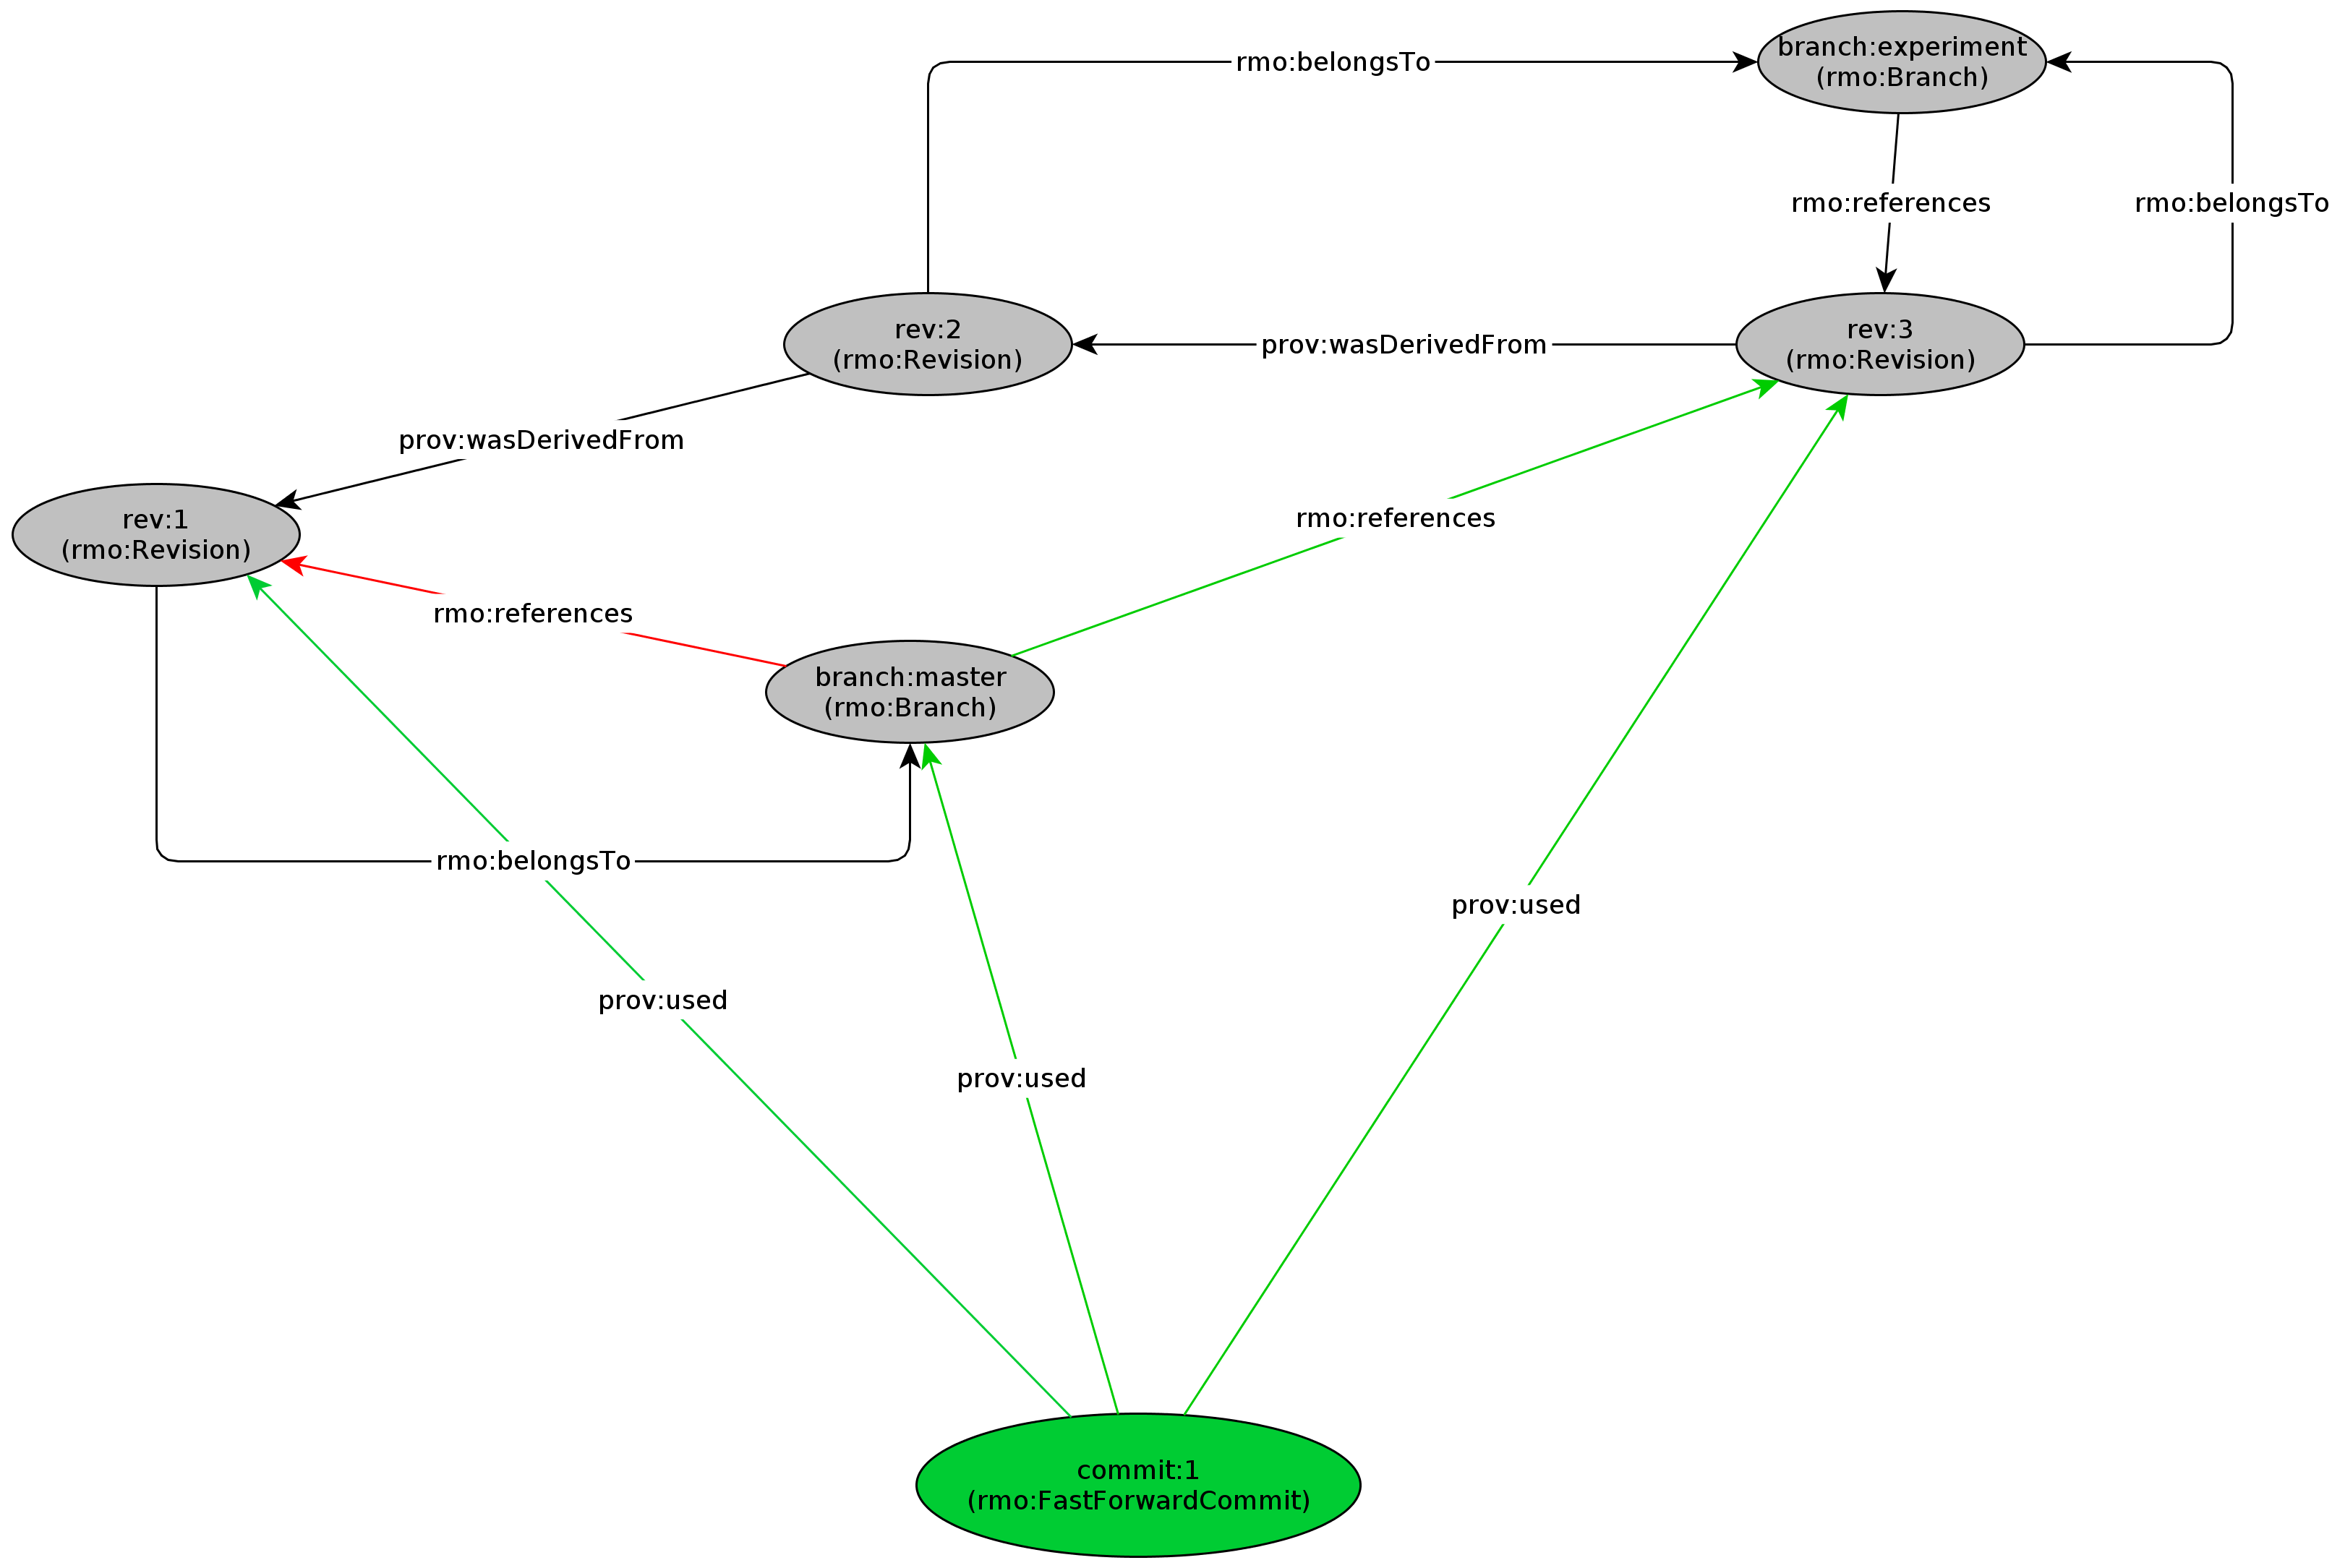 branch:experiment
(rmo:Branch)
rmo:belongsTo
rmo:references
rmo:belongsTo
rev:2
(rmo:Revision)
prov:wasDerivedFrom
rev:3
(rmo:Revision)
prov:wasDerivedFrom
rev:1
(rmo:Revision)
rmo:references
rmo:references
branch:master
(rmo:Branch)
rmo:belongsTo
prov:used
prov:used
prov:used
commit:1
(rmo:FastForwardCommit)